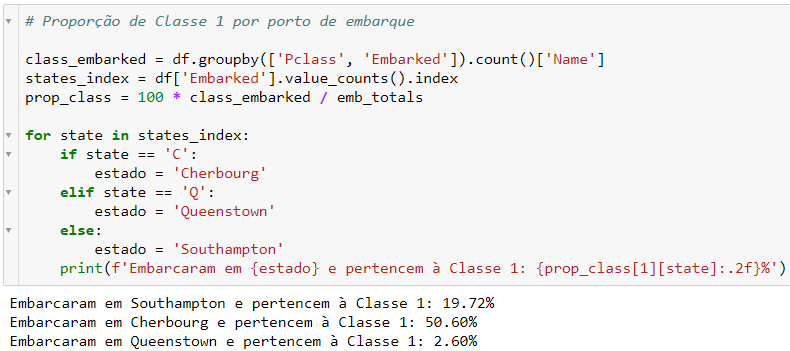 # Proporção de Classe 1 por porto de embarque
class_embarked = df.groupby(['Pclass', 'Embarked']).count()['Name']
states_index = df['Embarked'].value_counts().index
prop_class = 100 * class_embarked / emb_totals
for state in states_index:
    if state == 'C':
        estado = 'Cherbourg'
    elif state == 'Q':
        estado = 'Queenstown'
    else:
        estado = 'Southampton'
    print(f'Embarcaram em {estado} e pertencem à Classe 1: {prop_class[1][state]:.2f}%')
Embarcaram em Southampton e pertencem à Classe 1: 19.72%
Embarcaram em Cherbourg e pertencem à Classe 1: 50.60%
Embarcaram em Queenstown e pertencem à Classe 1: 2.60%